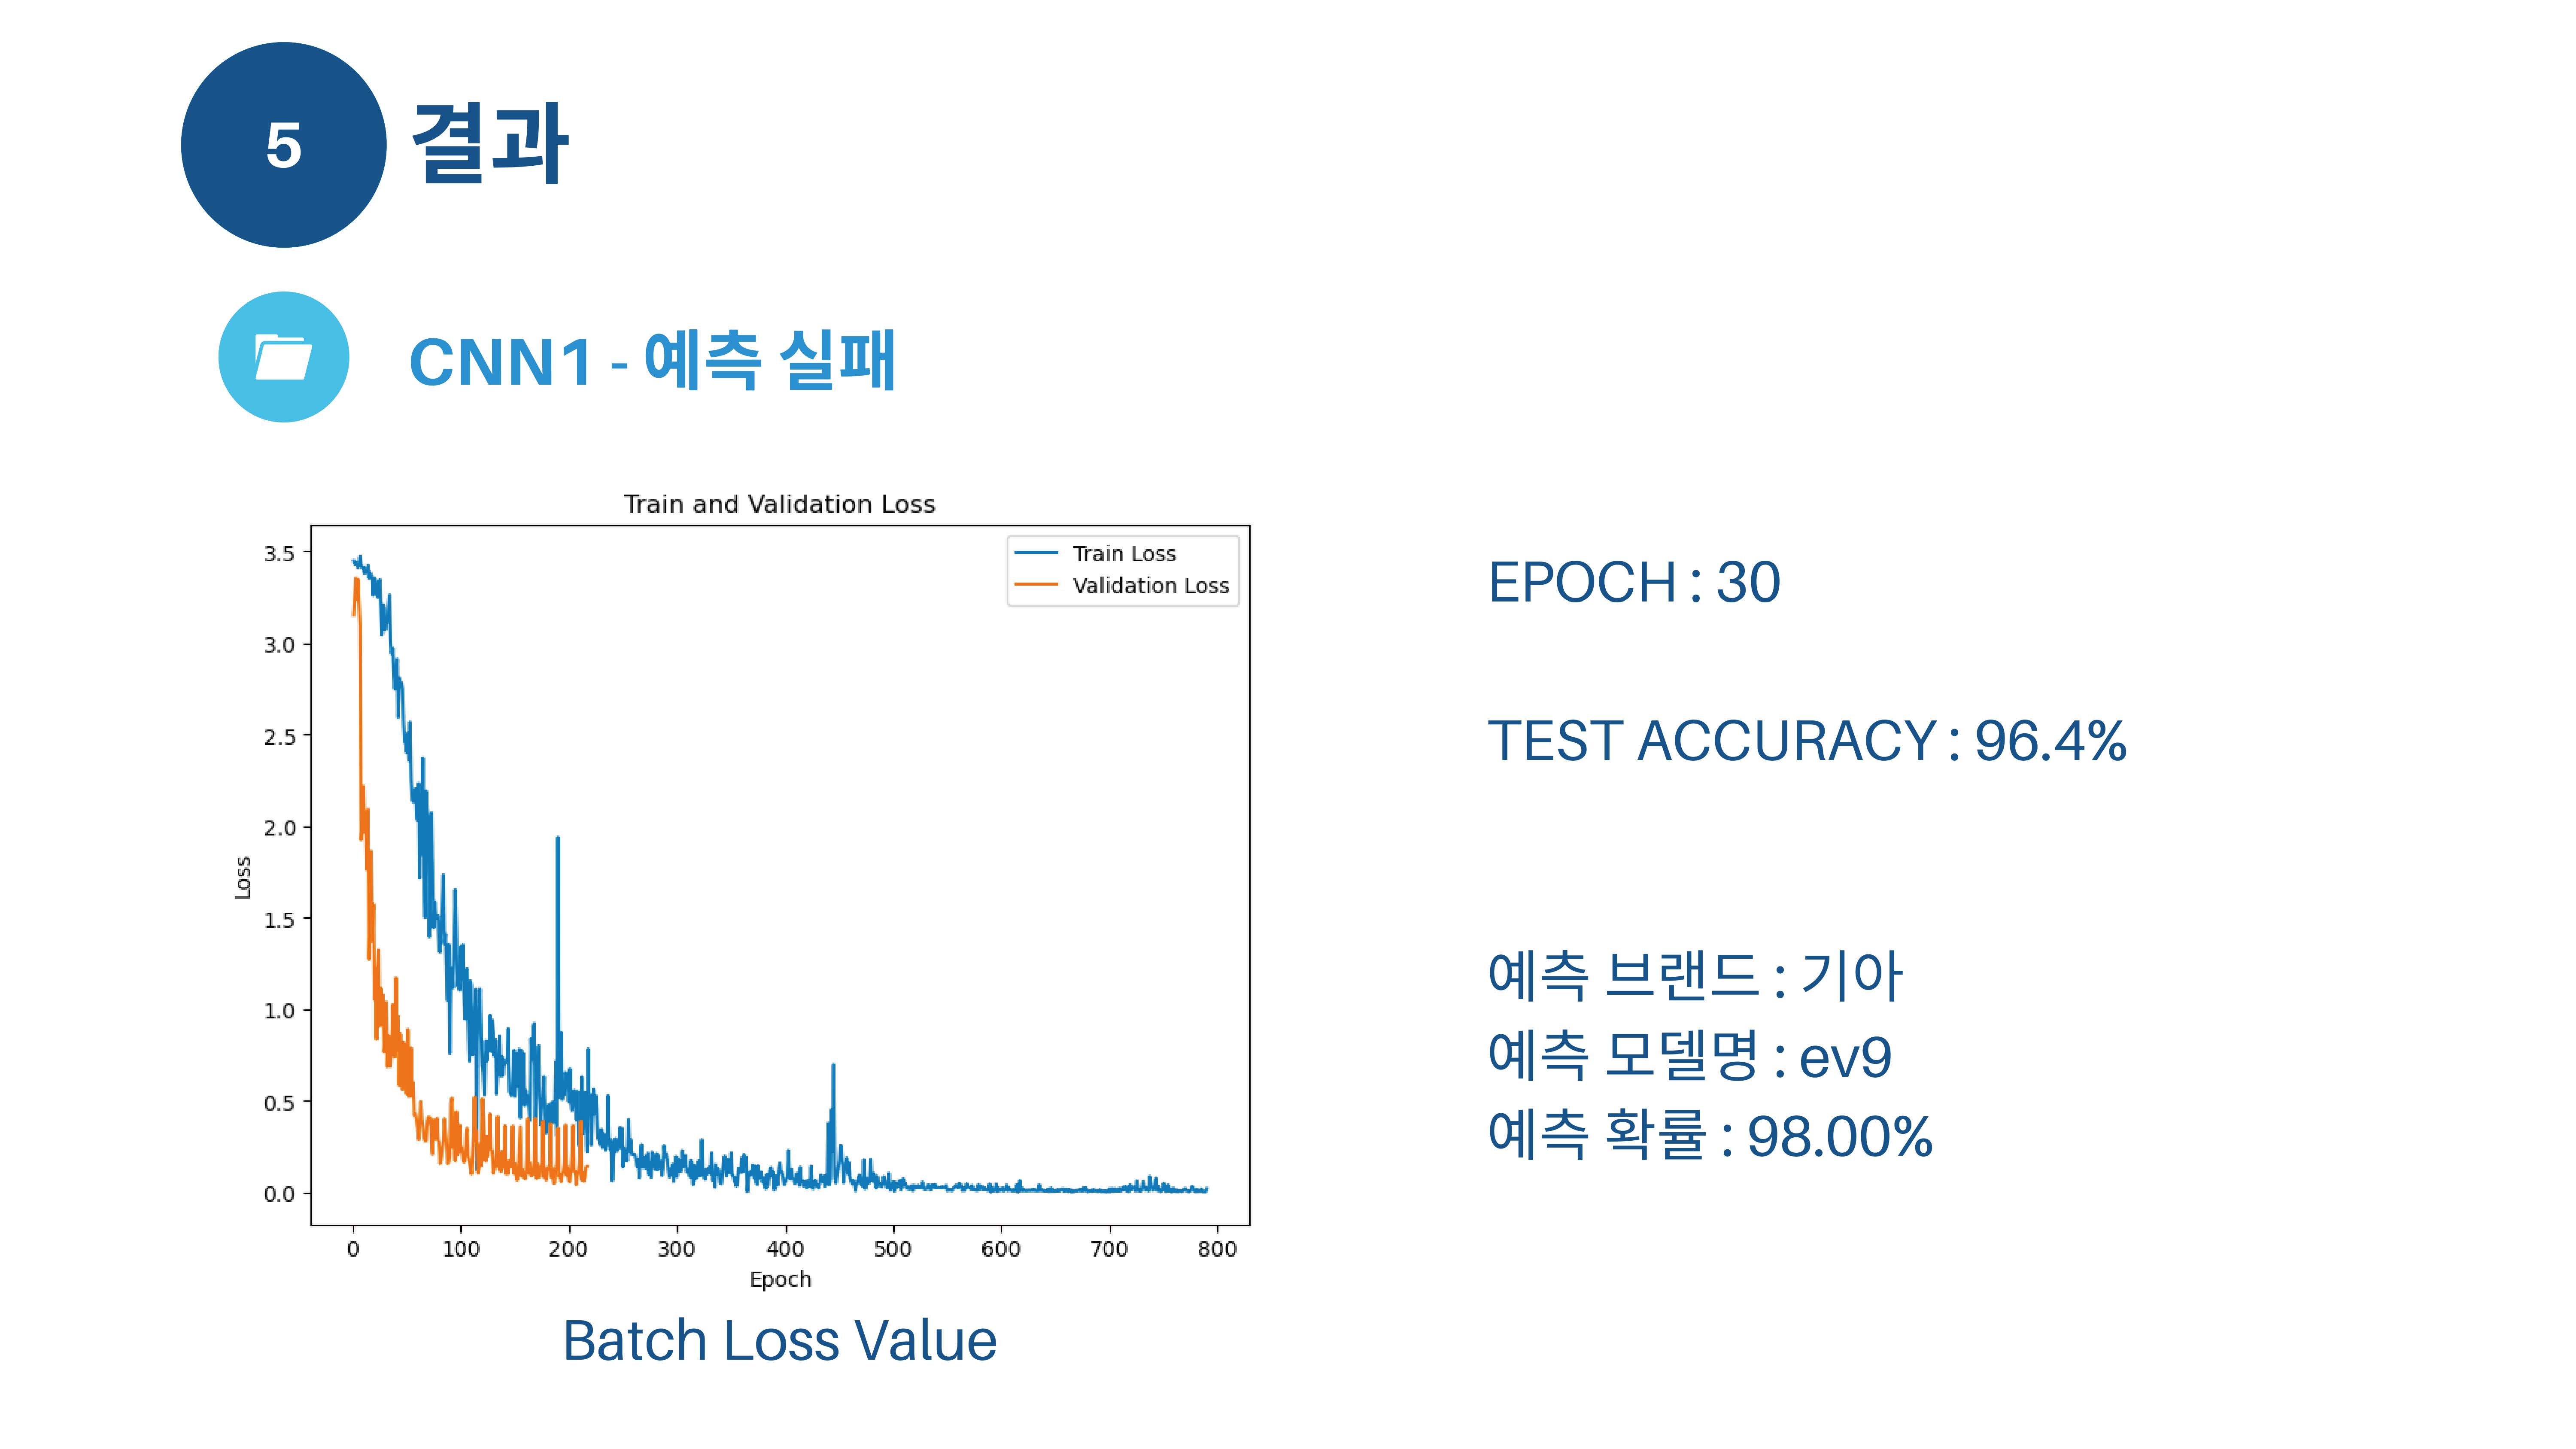 5
결과
CNN1 - 예측 실패
Train and Validation Loss
Train Loss
Validation Loss
3.5
3.0
2.5
2.0
1.5
1.0
0.5
0.0
Loss
0 100 200 300 400 500 600 700 800
Epoch
Batch Loss Value
EPOCH : 30
TEST ACCURACY : 96.4%
예측 브랜드 : 기아
예측 모델명 : ev9
예측 확률 : 98.00%